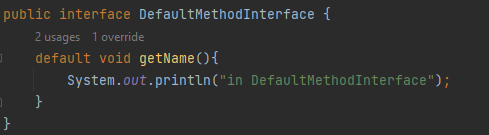 public interface DefaultMethodInterface {
2 usages 1 override
default void getName(){
System.out.println("in DefaultMethodInterface");
}
}